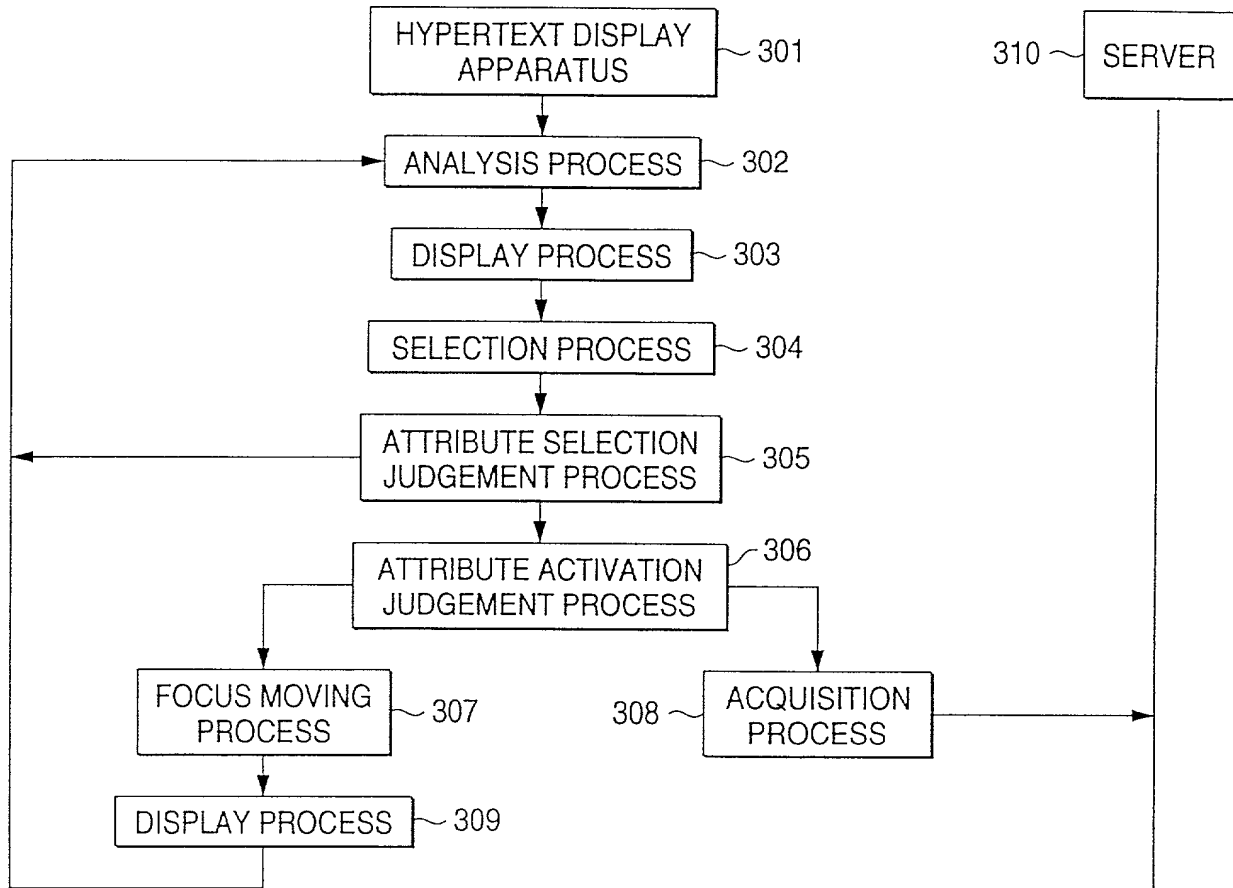 HYPERTEXT DISPLAY
APPARATUS
301
310
SERVER
ANALYSIS PROCESS
302
DISPLAY PROCESS
303
SELECTION PROCESS
304
ATTRIBUTE SELECTION
JUDGEMENT PROCESS
305
ATTRIBUTE ACTIVATION
JUDGEMENT PROCESS
306
FOCUS MOVING
PROCESS
307
308
ACQUISITION
PROCESS
DISPLAY PROCESS
309